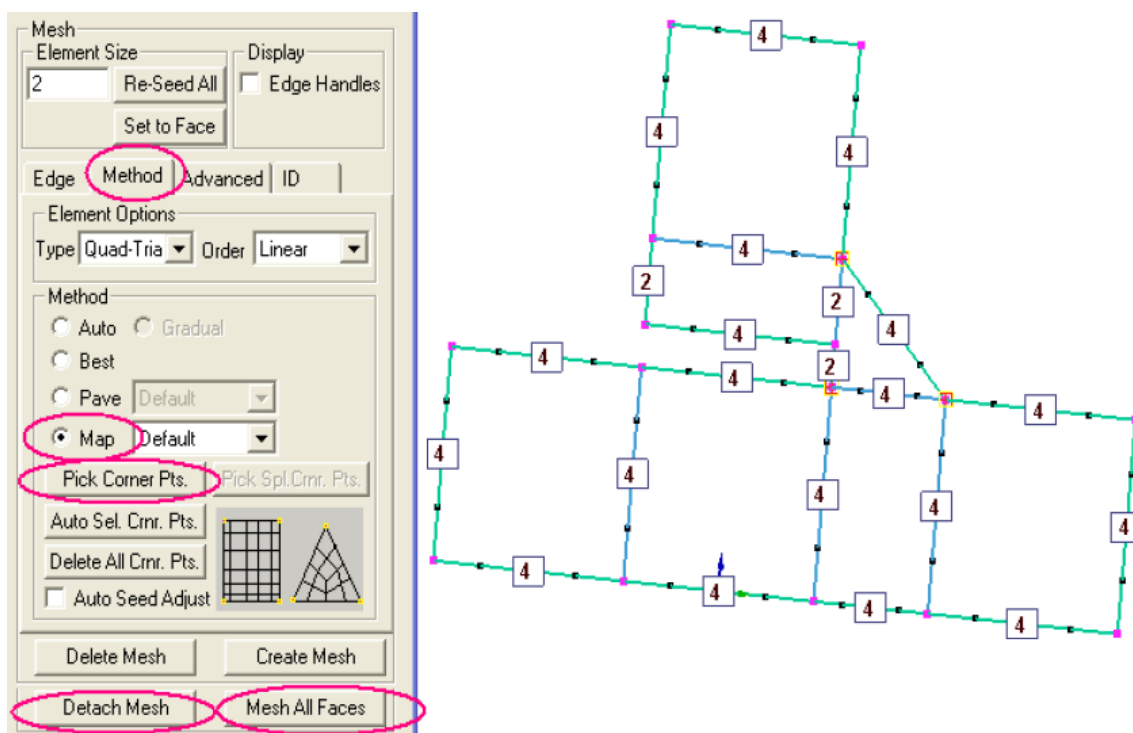 Mesh
Element Size
Display
2
Re-Seed All
Edge Handles
Set to Face
Edge Method Advanced ID
Element Options
Type Quad-Tria Order Linear
Method
Auto Gradual
Best
Pave Default
Map Default
Pick Corner Pts. Pick Spl.Crnr. Pts.
Auto Sel. Crnr. Pts.
Delete All Crnr. Pts.
Auto Seed Adjust
Delete Mesh Create Mesh
Detach Mesh Mesh All Faces
4
4
4
4
2
2
4
4
2
4
4
4
4
4
4
4
4
4
4
4
4
4